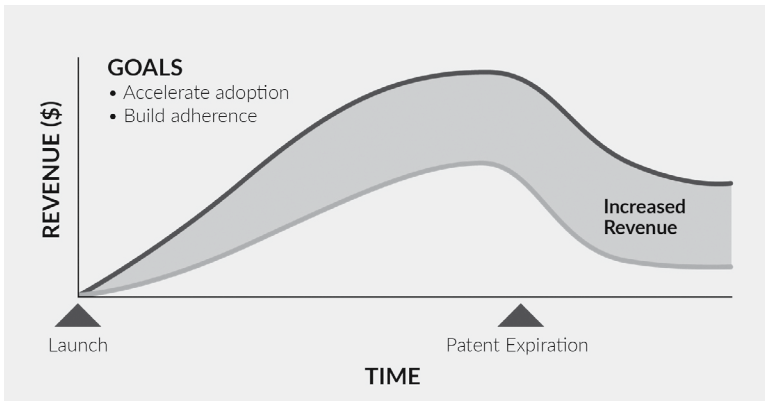 GOALS
• Accelerate adoption
• Build adherence
REVENUE ($)
Increased
Revenue
Launch
Patent Expiration
TIME